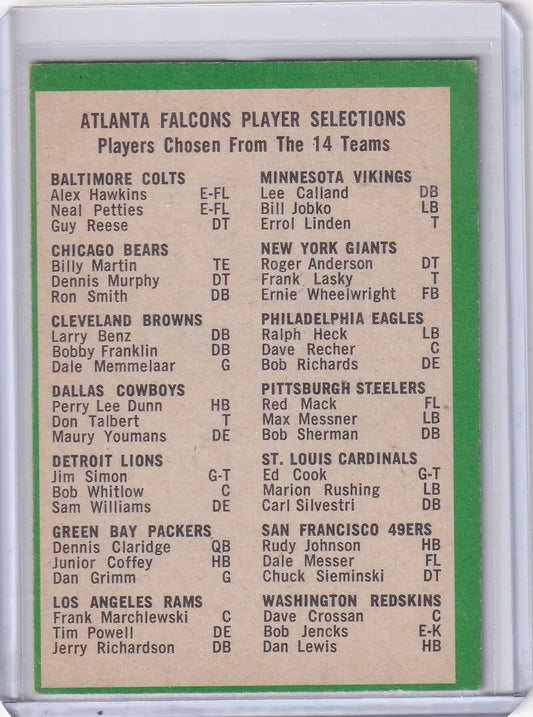 ATLANTA FALCONS PLAYER SELECTIONS
Players Chosen From The 14 Teams
BALTIMORE COLTS
Alex Hawkins E-FL
Neal Petties E-FL
Guy Reese DT
CHICAGO BEARS
Billy Martin TE
Dennis Murphy DT
Ron Smith DB
CLEVELAND BROWNS
Larry Benz DB
Bobby Franklin DB
Dale Memmelaar G
DALLAS COWBOYS
Perry Lee Dunn HB
Don Talbert T
Maury Youmans DE
DETROIT LIONS
Jim Simon G-T
Bob Whitlow C
Sam Williams DE
GREEN BAY PACKERS
Dennis Claridge QB
Junior Coffey HB
Dan Grimm G
LOS ANGELES RAMS
Frank Marchlewski C
Tim Powell DE
Jerry Richardson DB
MINNESOTA VIKINGS
Lee Calland DB
Bill Jobko LB
Errol Linden T
NEW YORK GIANTS
Roger Anderson DT
Frank Lasky T
Ernie Wheelwright FB
PHILADELPHIA EAGLES
Ralph Heck LB
Dave Recher C
Bob Richards DE
PITTSBURGH STEELERS
Red Mack FL
Max Messner LB
Bob Sherman DB
ST. LOUIS CARDINALS
Ed Cook G-T
Marion Rushing LB
Carl Silvestri DB
SAN FRANCISCO 49ERS
Rudy Johnson HB
Dale Messer FL
Chuck Sieminski DT
WASHINGTON REDSKINS
Dave Crossan C
Bob Jencks E-K
Dan Lewis HB